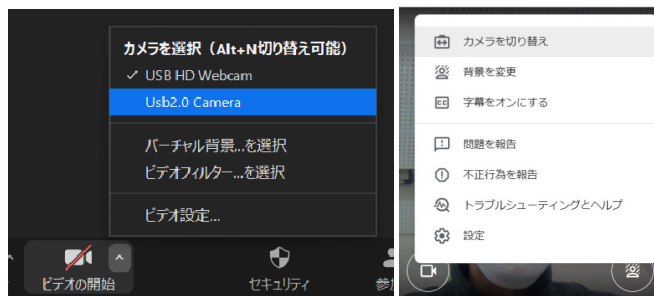 カメラを選択（Alt+N切り替え可能）
✓ USB HD Webcam
Usb2.0 Camera
バーチャル背景...を選択
ビデオフィルター...を選択
ビデオ設定...
ビデオの開始
セキュリティ
カメラを切り替え
背景を変更
CC 字幕をオンにする
問題を報告
不正行為を報告
トラブルシューティングとヘルプ
設定